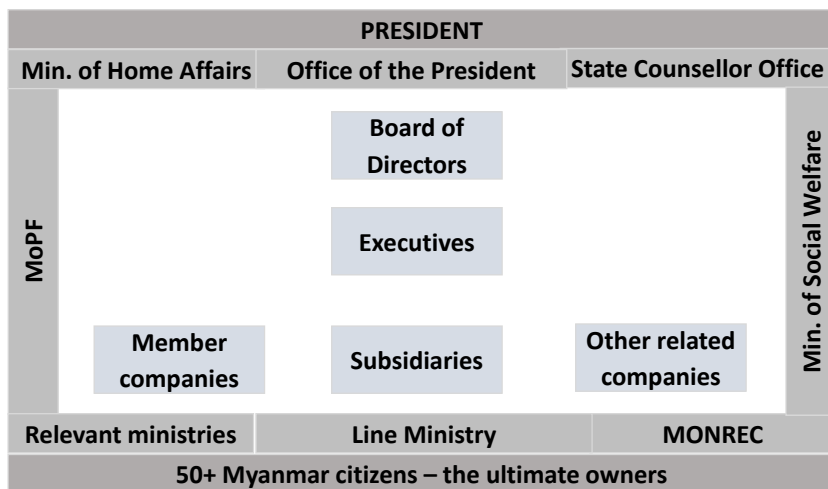 PRESIDENT
Min. of Home Affairs
Office of the President
State Counsellor Office
MoPF
Board of
Directors
Executives
Member
companies
Subsidiaries
Other related
companies
Min. of Social Welfare
Relevant ministries
Line Ministry
MONREC
50+ Myanmar citizens – the ultimate owners